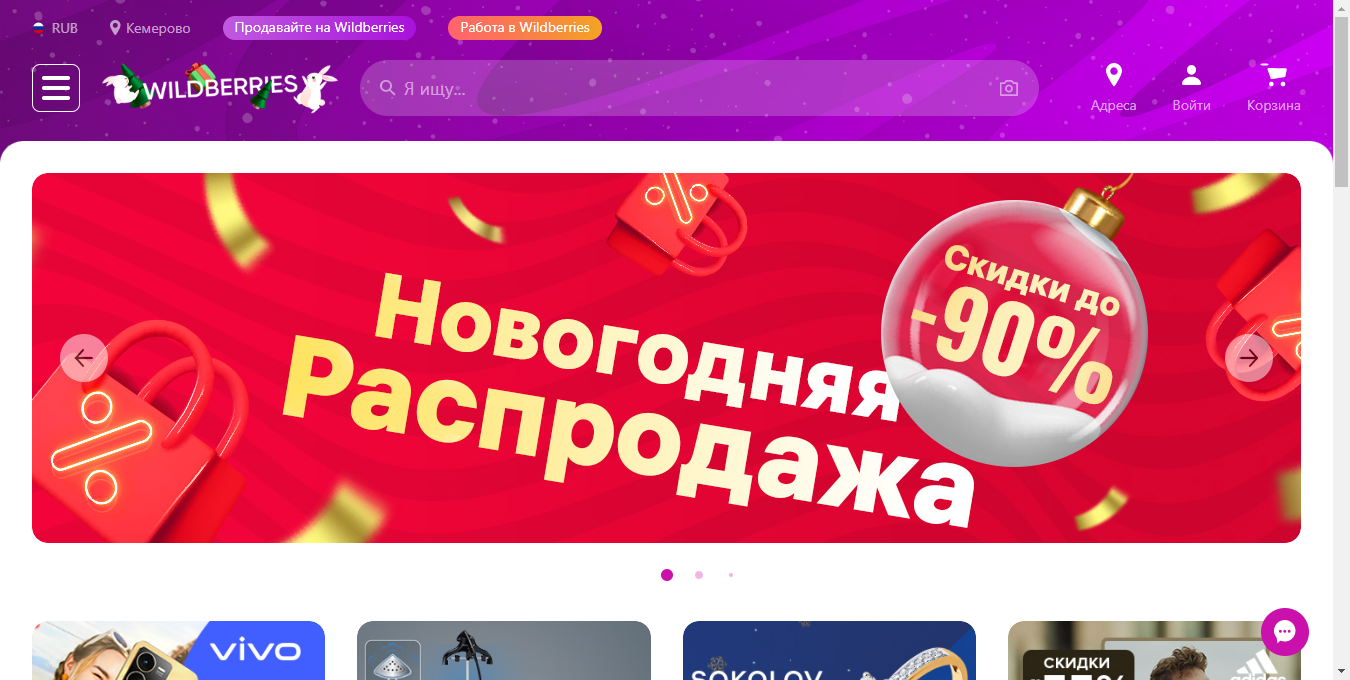 RUB
Кемерово
Продавайте на Wildberries
Работа в Wildberries
WILDBERRIES
Я ищу...
Адреса
Войти
Корзина
Новогодняя
Распродажа
Скидки до
-90%
vivo
SOKOLOV
СКИДКИ
adidas